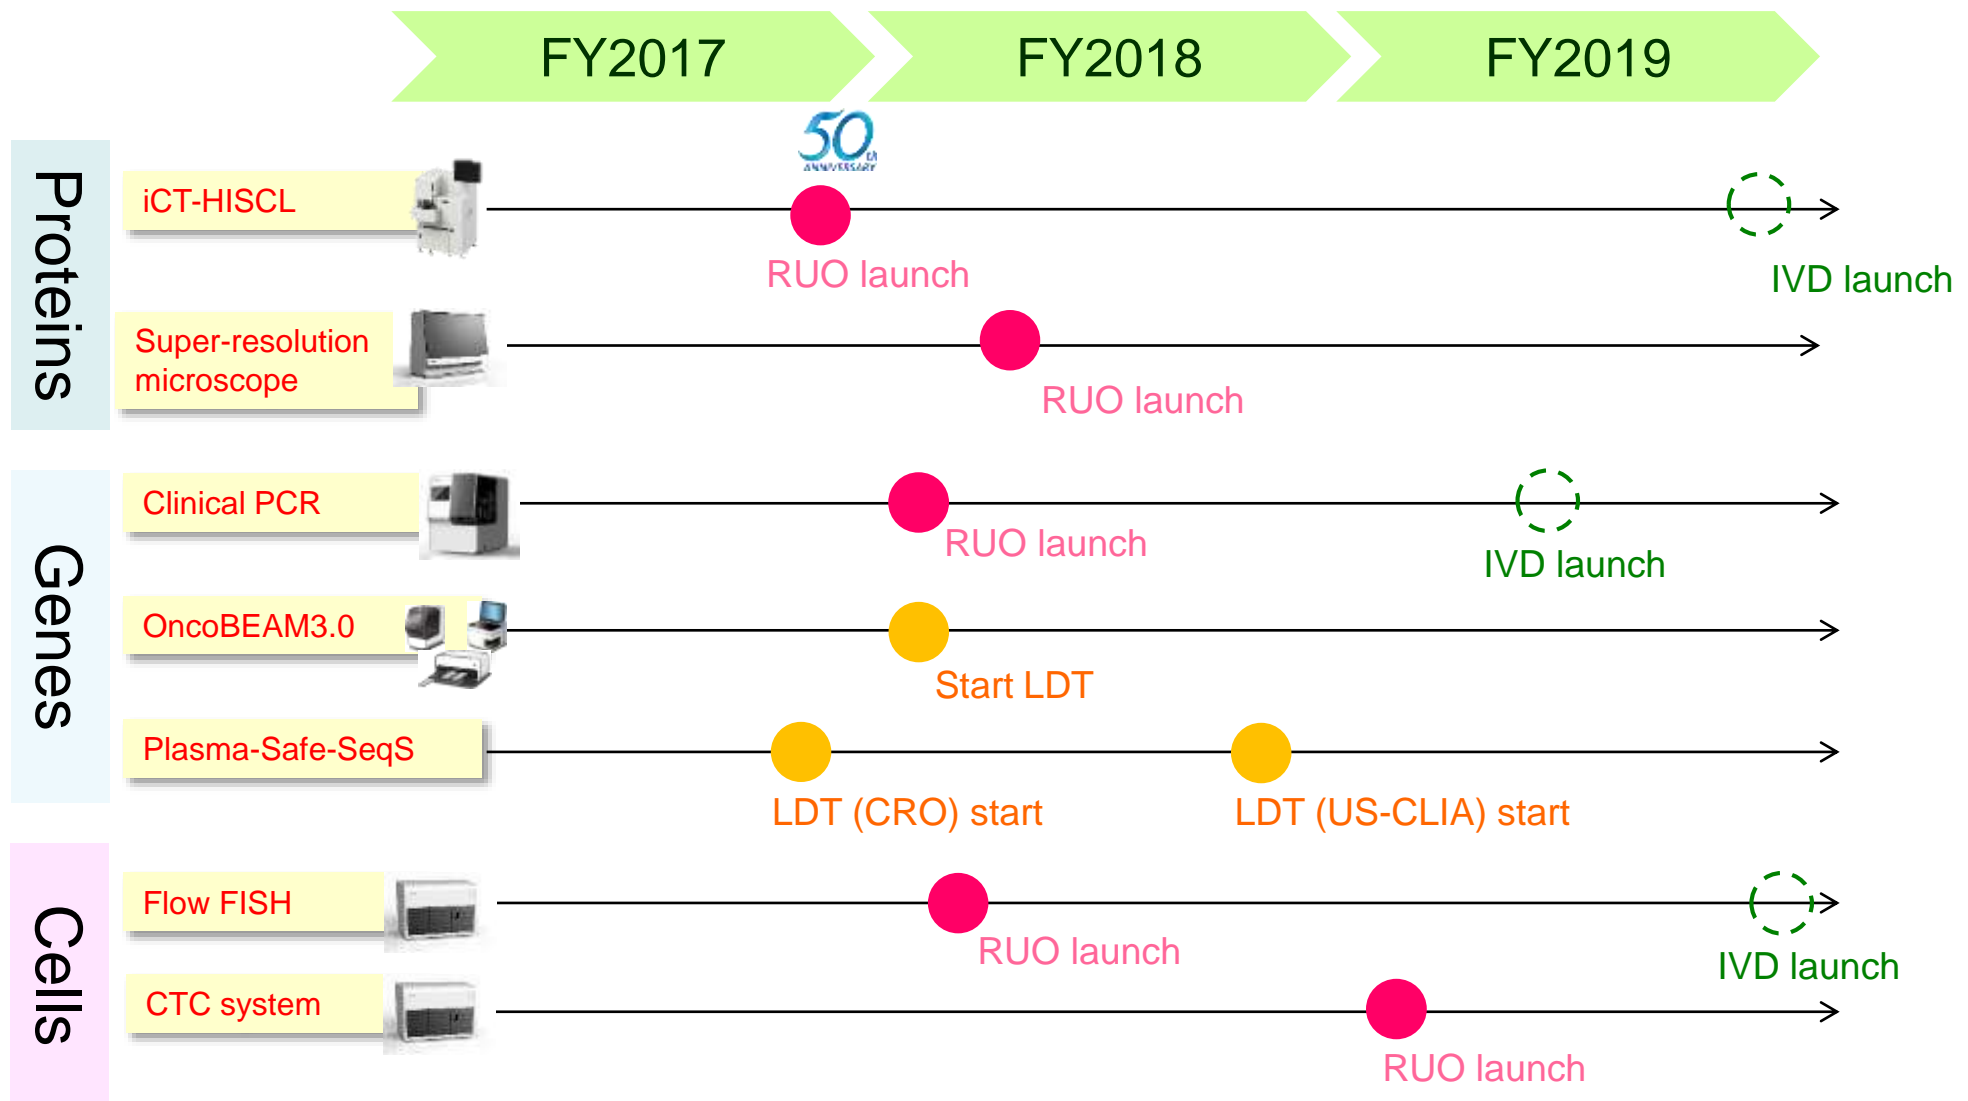 FY2017
FY2018
FY2019
50th
ANNIVERSARY
Proteins
iCT-HISCL
RUO launch
IVD launch
Super-resolution
microscope
RUO launch
Genes
Clinical PCR
RUO launch
IVD launch
OncoBEAM3.0
Start LDT
Plasma-Safe-SeqS
LDT (CRO) start
LDT (US-CLIA) start
Cells
Flow FISH
RUO launch
IVD launch
CTC system
RUO launch